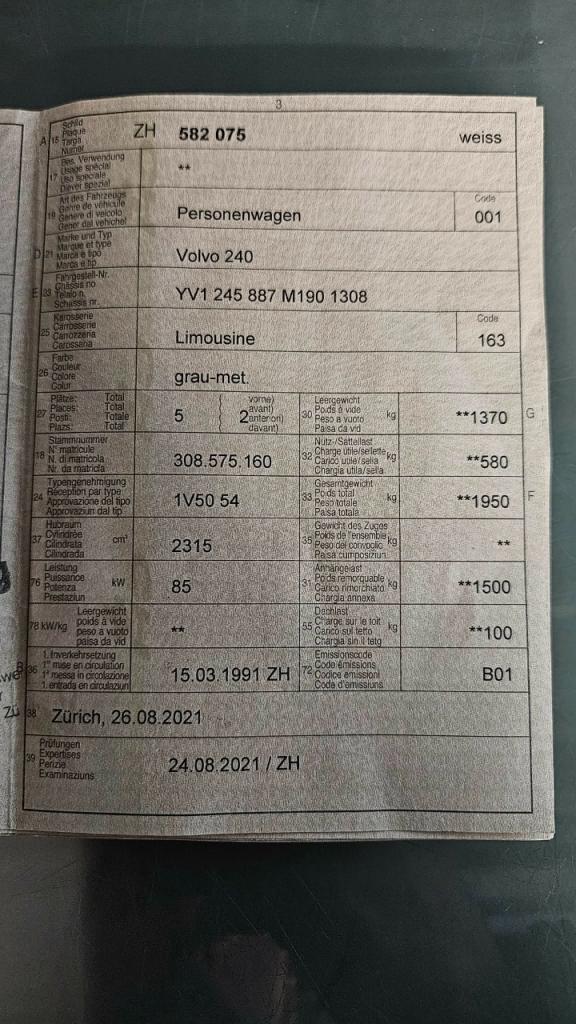 3
A 15 Schild
Plaque
Targa
Numer
ZH 582 075 weiss
17 Bes. Verwendung
Usage spécial
Uso speciale
Diever spezial
**
19 Art des Fahrzeugs
Genre de véhicule
Genere di veicolo
Gener dal vehichel
Personenwagen
Code
001
D 21 Marke und Typ
Marque et type
Marca e tipo
Marca e tip
Volvo 240
E 23 Fahrgestell-Nr.
Châssis no
Telaio n.
Schassis nr.
YV1 245 887 M190 1308
25 Karosserie
Carrosserie
Carrozzeria
Carossaria
Limousine
Code
163
26 Farbe
Couleur
Colore
Colur
grau-met.
27 Plätze: Total
Places: Total
Posti: Totale
Plazs: Total
5
2
vorne)
avant)
anteriori)
davant)
30 Leergewicht
Poids à vide
Peso a vuoto
Paisa da vid
kg
**1370
G
18 Stammnummer
N° matricule
N. di matricola
Nr. da matricla
308.575.160
32 Nutz-/Sattellast
Charge utile/sellette
Carico utile/sella
Chargia utila/sella
kg
**580
24 Typengenehmigung
Réception par type
Approvazione del tipo
Approvaziun dal tip
1V50 54
33 Gesamtgewicht
Poids total
Peso totale
Paisa totala
kg
**1950
F
37 Hubraum
Cylindrée
Cilindrata
Cilindrada
cm³
2315
35 Gewicht des Zuges
Poids de l'ensemble
Peso del convoglio
Paisa cumposiziun
kg
**
76 Leistung
Puissance
Potenza
Prestaziun
kW
85
31 Anhängelast
Poids remorquable
Carico rimorchiato
Chargia annexa
kg
**1500
78 kW/kg
Leergewicht
poids à vide
peso a vuoto
paisa da vid
**
55 Dachlast
Charge sur le toit
Carico sul tetto
Chargia sin il tetg
kg
**100
B 36 1. Inverkehrsetzung
1re mise en circulation
1a messa in circolazione
1. entrada en circulaziun
15.03.1991 ZH
72 Emissionscode
Code émissions
Codice emissioni
Code d'emissiuns
B01
38 Zürich, 26.08.2021
39 Prüfungen
Expertises
Perizie
Examinaziuns
24.08.2021 / ZH